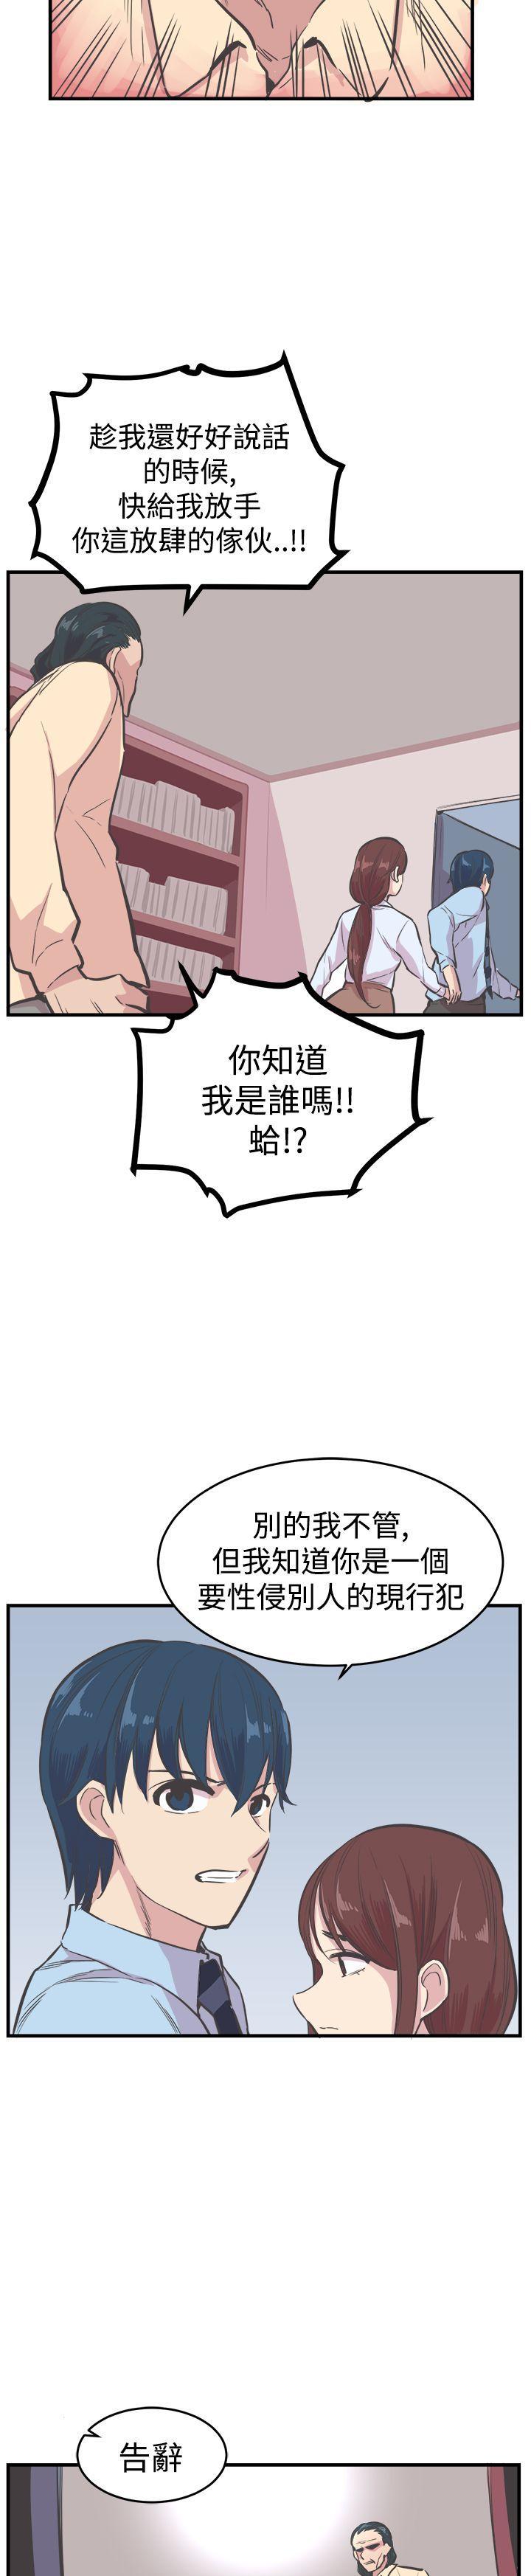 趁我還好好說話
的時候,
快給我放手
你這放肆的傢伙..!!
你知道
我是誰嗎!!
蛤!?
別的我不管,
但我知道你是一個
要性侵別人的現行犯
告辭